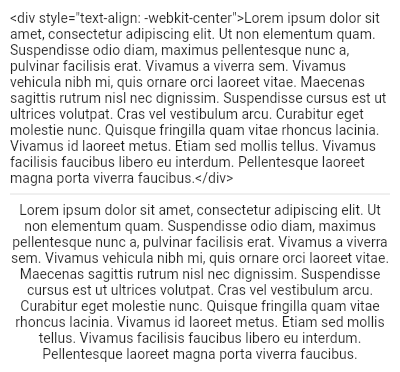 <div style="text-align: -webkit-center">Lorem ipsum dolor sit
amet, consectetur adipiscing elit. Ut non elementum quam.
Suspendisse odio diam, maximus pellentesque nunc a,
pulvinar facilisis erat. Vivamus a viverra sem. Vivamus
vehicula nibh mi, quis ornare orci laoreet vitae. Maecenas
sagittis rutrum nisl nec dignissim. Suspendisse cursus est ut
ultrices volutpat. Cras vel vestibulum arcu. Curabitur eget
molestie nunc. Quisque fringilla quam vitae rhoncus lacinia.
Vivamus id laoreet metus. Etiam sed mollis tellus. Vivamus
facilisis faucibus libero eu interdum. Pellentesque laoreet
magna porta viverra faucibus.</div>
Lorem ipsum dolor sit amet, consectetur adipiscing elit. Ut
non elementum quam. Suspendisse odio diam, maximus
pellentesque nunc a, pulvinar facilisis erat. Vivamus a viverra
sem. Vivamus vehicula nibh mi, quis ornare orci laoreet vitae.
Maecenas sagittis rutrum nisl nec dignissim. Suspendisse
cursus est ut ultrices volutpat. Cras vel vestibulum arcu.
Curabitur eget molestie nunc. Quisque fringilla quam vitae
rhoncus lacinia. Vivamus id laoreet metus. Etiam sed mollis
tellus. Vivamus facilisis faucibus libero eu interdum.
Pellentesque laoreet magna porta viverra faucibus.